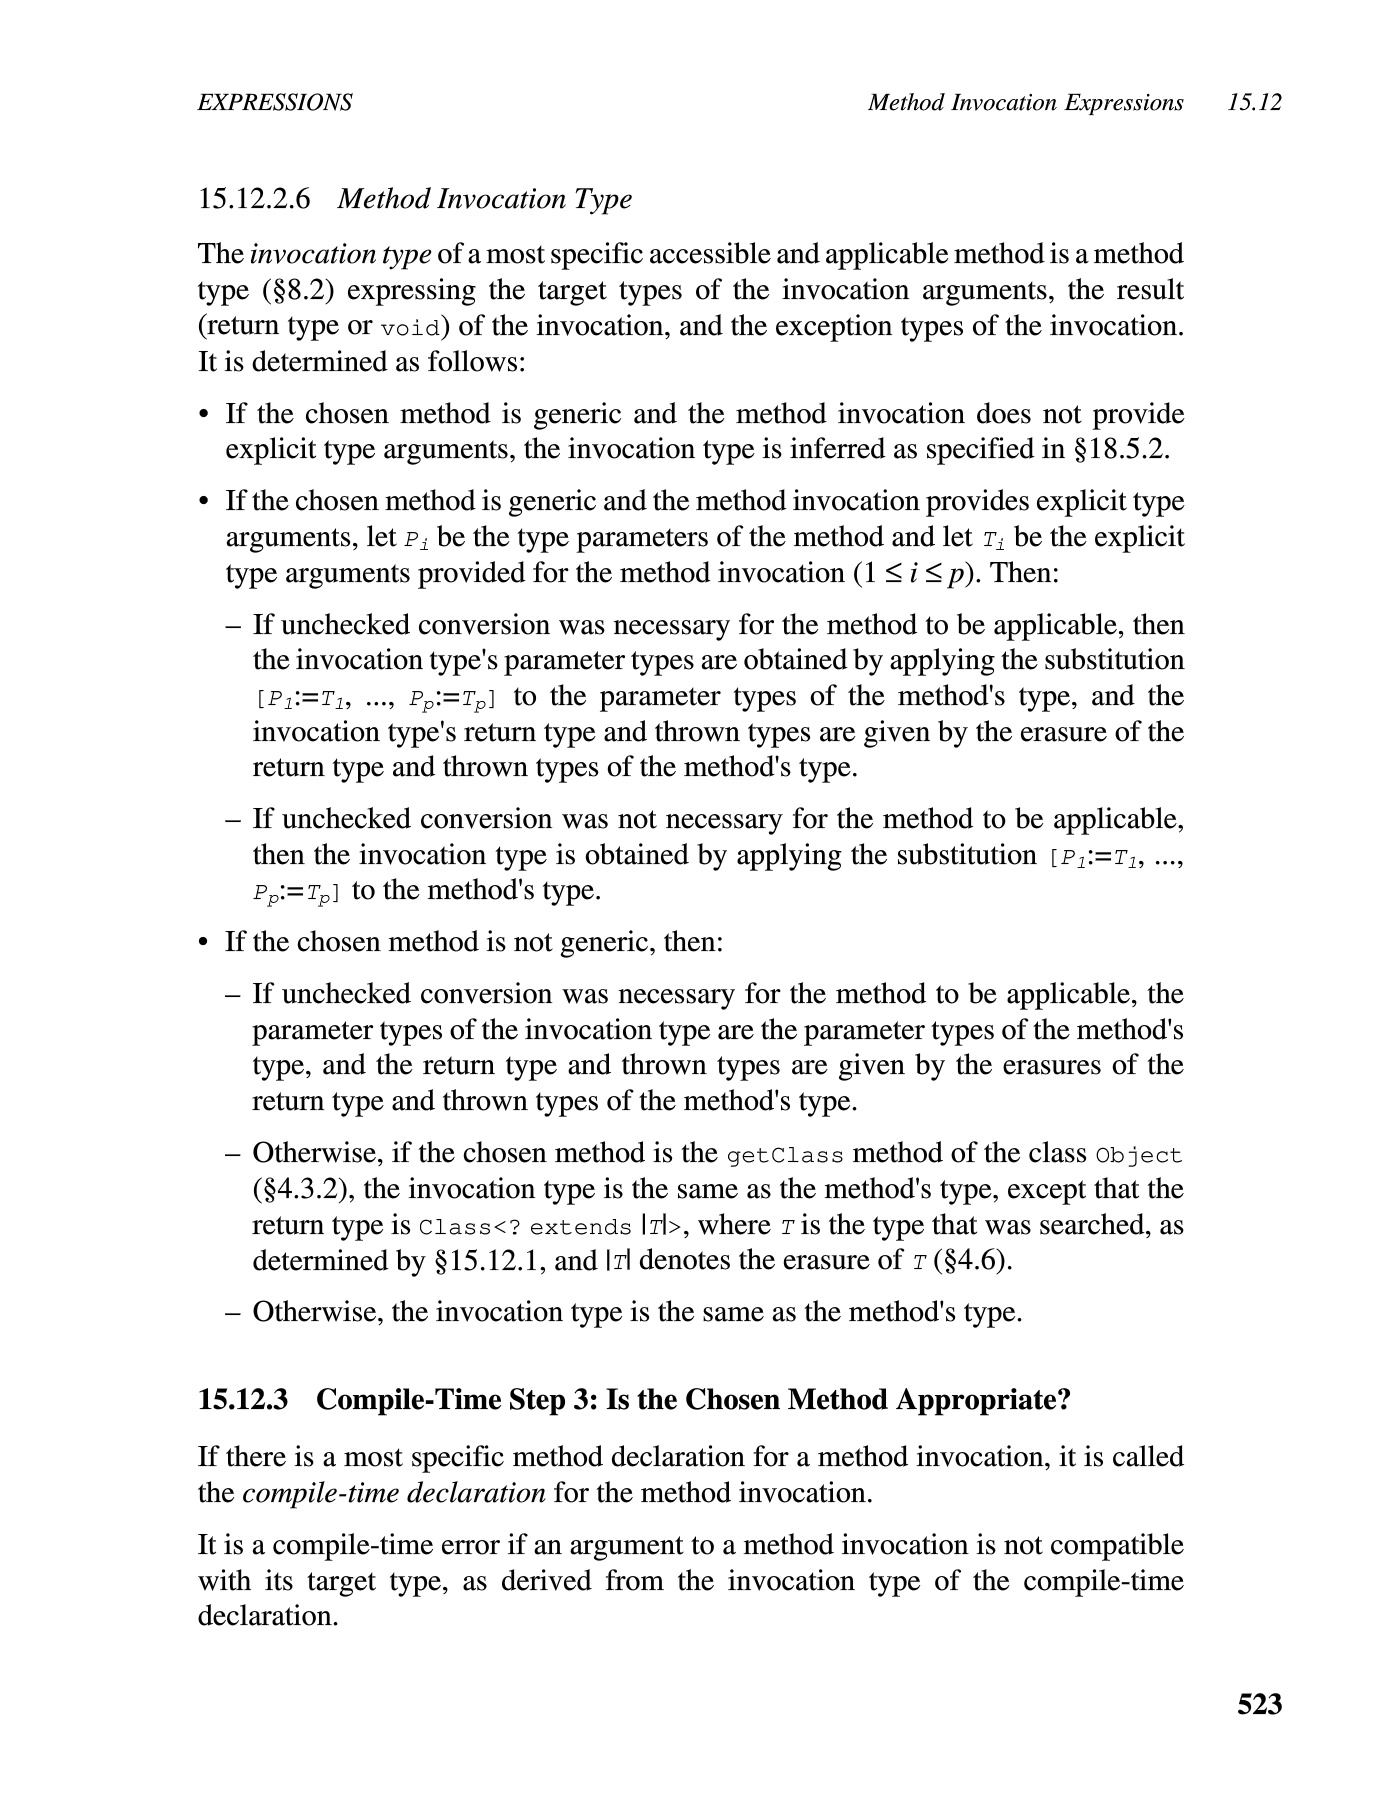 EXPRESSIONS Method Invocation Expressions 15.12
15.12.2.6 Method Invocation Type
The invocation type of a most specific accessible and applicable method is a method
type (§8.2) expressing the target types of the invocation arguments, the result
(return type or void) of the invocation, and the exception types of the invocation.
It is determined as follows:
• If the chosen method is generic and the method invocation does not provide
explicit type arguments, the invocation type is inferred as specified in §18.5.2.
• If the chosen method is generic and the method invocation provides explicit type
arguments, let Pi be the type parameters of the method and let Ti be the explicit
type arguments provided for the method invocation (1 ≤ i ≤ p). Then:
– If unchecked conversion was necessary for the method to be applicable, then
the invocation type's parameter types are obtained by applying the substitution
[P1:=T1, ..., Pp:=Tp] to the parameter types of the method's type, and the
invocation type's return type and thrown types are given by the erasure of the
return type and thrown types of the method's type.
– If unchecked conversion was not necessary for the method to be applicable,
then the invocation type is obtained by applying the substitution [P1:=T1, ...,
Pp:=Tp] to the method's type.
• If the chosen method is not generic, then:
– If unchecked conversion was necessary for the method to be applicable, the
parameter types of the invocation type are the parameter types of the method's
type, and the return type and thrown types are given by the erasures of the
return type and thrown types of the method's type.
– Otherwise, if the chosen method is the getClass method of the class Object
(§4.3.2), the invocation type is the same as the method's type, except that the
return type is Class<? extends |T|>, where T is the type that was searched, as
determined by §15.12.1, and |T| denotes the erasure of T (§4.6).
– Otherwise, the invocation type is the same as the method's type.
15.12.3 Compile-Time Step 3: Is the Chosen Method Appropriate?
If there is a most specific method declaration for a method invocation, it is called
the compile-time declaration for the method invocation.
It is a compile-time error if an argument to a method invocation is not compatible
with its target type, as derived from the invocation type of the compile-time
declaration.
523